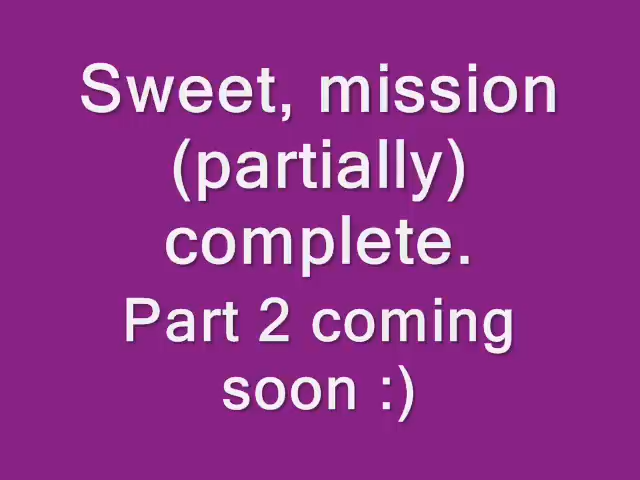 Sweet, mission
(partially)
complete.
Part 2 coming
soon :)